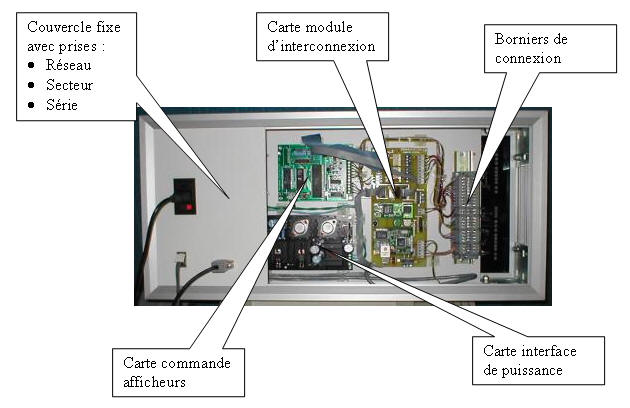 Couvercle fixe
avec prises :
• Réseau
• Secteur
• Série
Carte module
d'interconnexion
Borniers de
connexion
Carte commande
afficheurs
Carte interface
de puissance